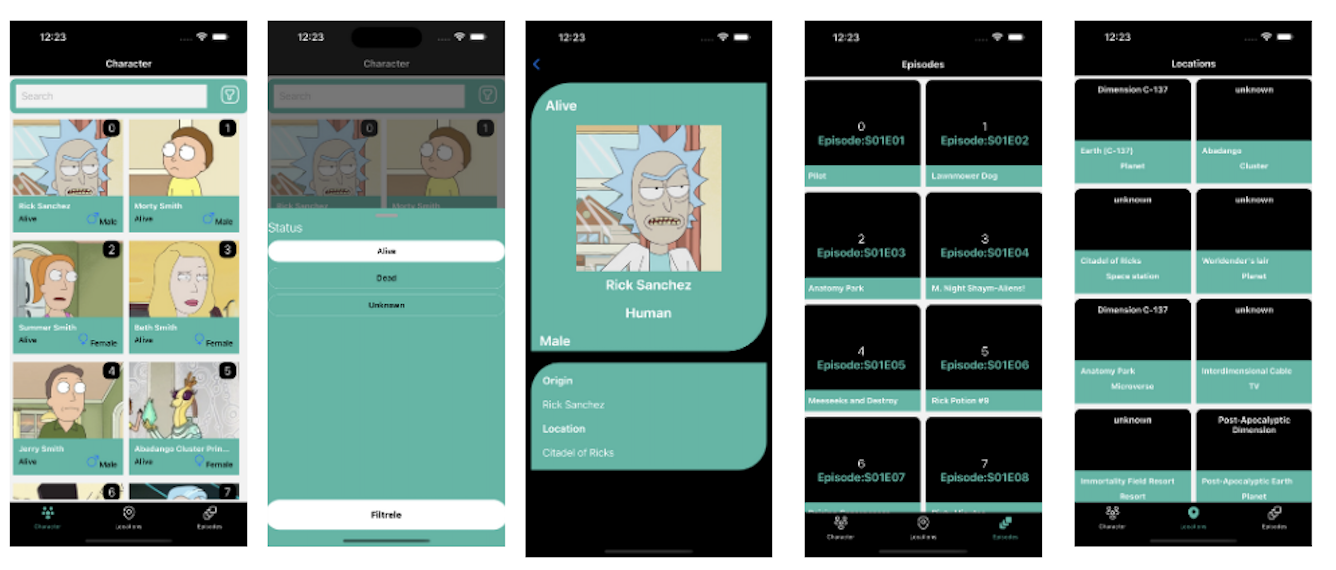 12:23
Character
Search
0
1
Rick Sanchez
Alive
Male
Morty Smith
Alive
Male
2
3
Summer Smith
Alive
Female
Beth Smith
Alive
Female
4
5
Jerry Smith
Alive
Male
Abadango Cluster Prin...
Alive
Female
6
7
Character
Locations
Episodes
12:23
Character
Search
0
1
Rick Sanchez
Morty Smith
Status
Alive
Dead
Unknown
Filtrele
12:23
Alive
Rick Sanchez
Human
Male
Origin
Rick Sanchez
Location
Citadel of Ricks
12:23
Episodes
0
Episode:S01E01
Pilot
1
Episode:S01E02
Lawnmower Dog
2
Episode:S01E03
Anatomy Park
3
Episode:S01E04
M. Night Shaym-Aliens!
4
Episode:S01E05
Meeseeks and Destroy
5
Episode:S01E06
Rick Potion #9
6
Episode:S01E07
7
Episode:S01E08
Character
Locations
Episodes
12:23
Locations
Dimension C-137
Earth (C-137)
Planet
unknown
Abadango
Cluster
unknown
Citadel of Ricks
Space station
unknown
Worldender's lair
Planet
Dimension C-137
Anatomy Park
Microverse
unknown
Interdimensional Cable
TV
unknown
Immortality Field Resort
Resort
Post-Apocalyptic
Dimension
Post-Apocalyptic Earth
Planet
Character
Locations
Episodes